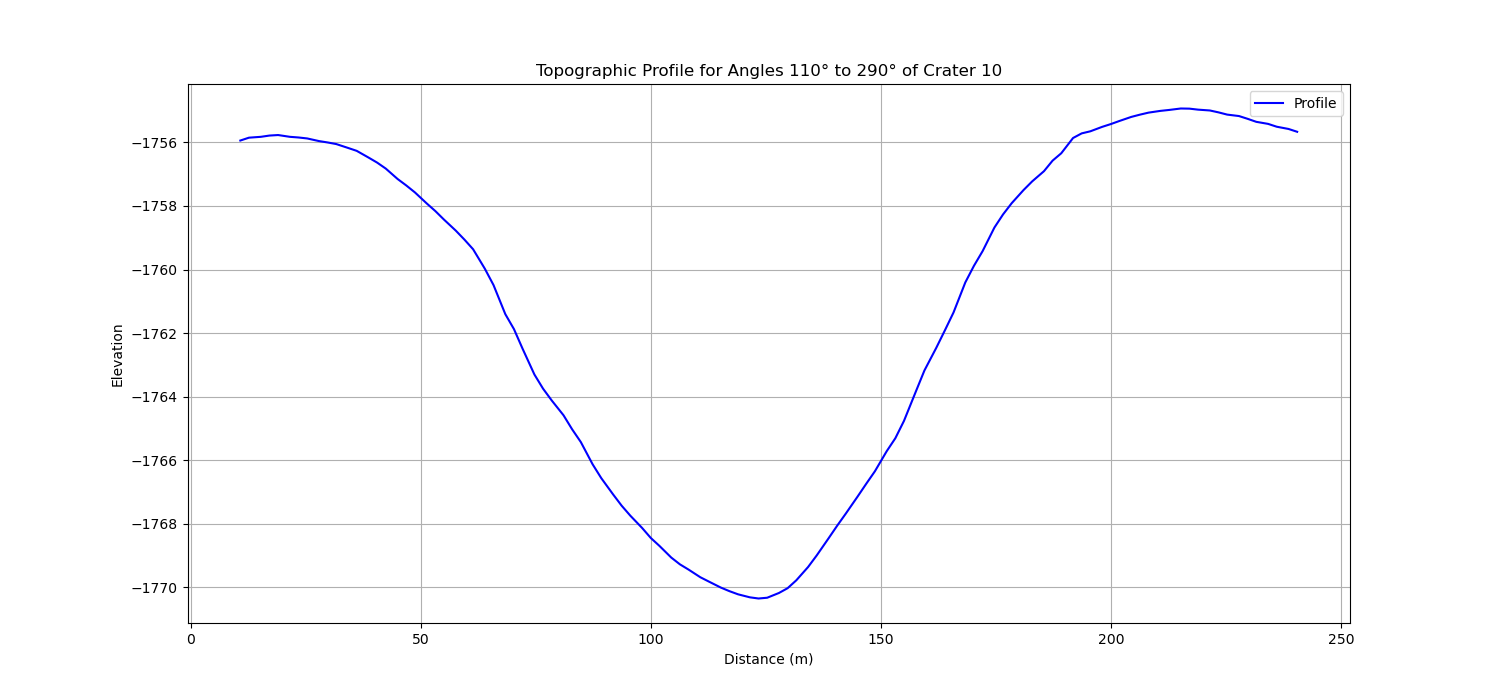 Topographic Profile for Angles 110° to 290° of Crater 10
Profile
−1756
−1758
−1760
−1762
−1764
−1766
−1768
−1770
Elevation
0 50 100 150 200 250
Distance (m)